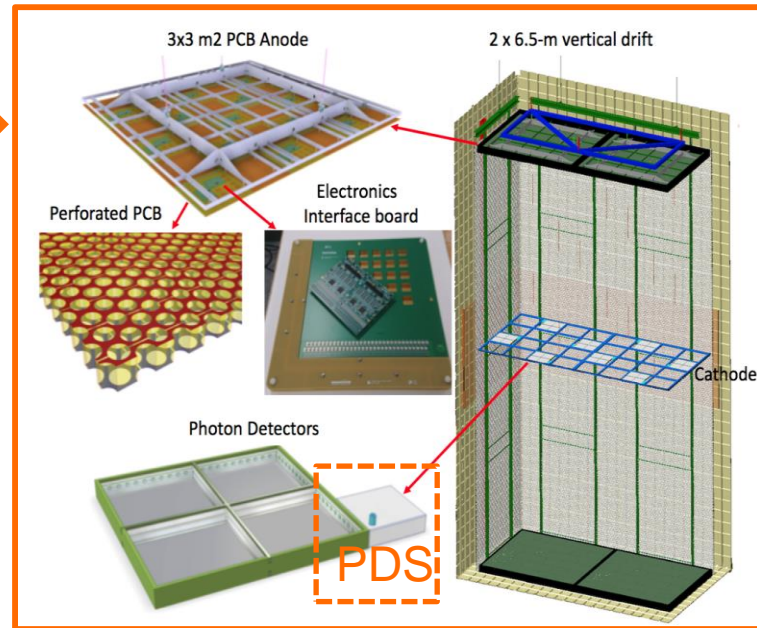 3x3 m2 PCB Anode
2 x 6.5-m vertical drift
Electronics
Interface board
Perforated PCB
Cathode
Photon Detectors
PDS